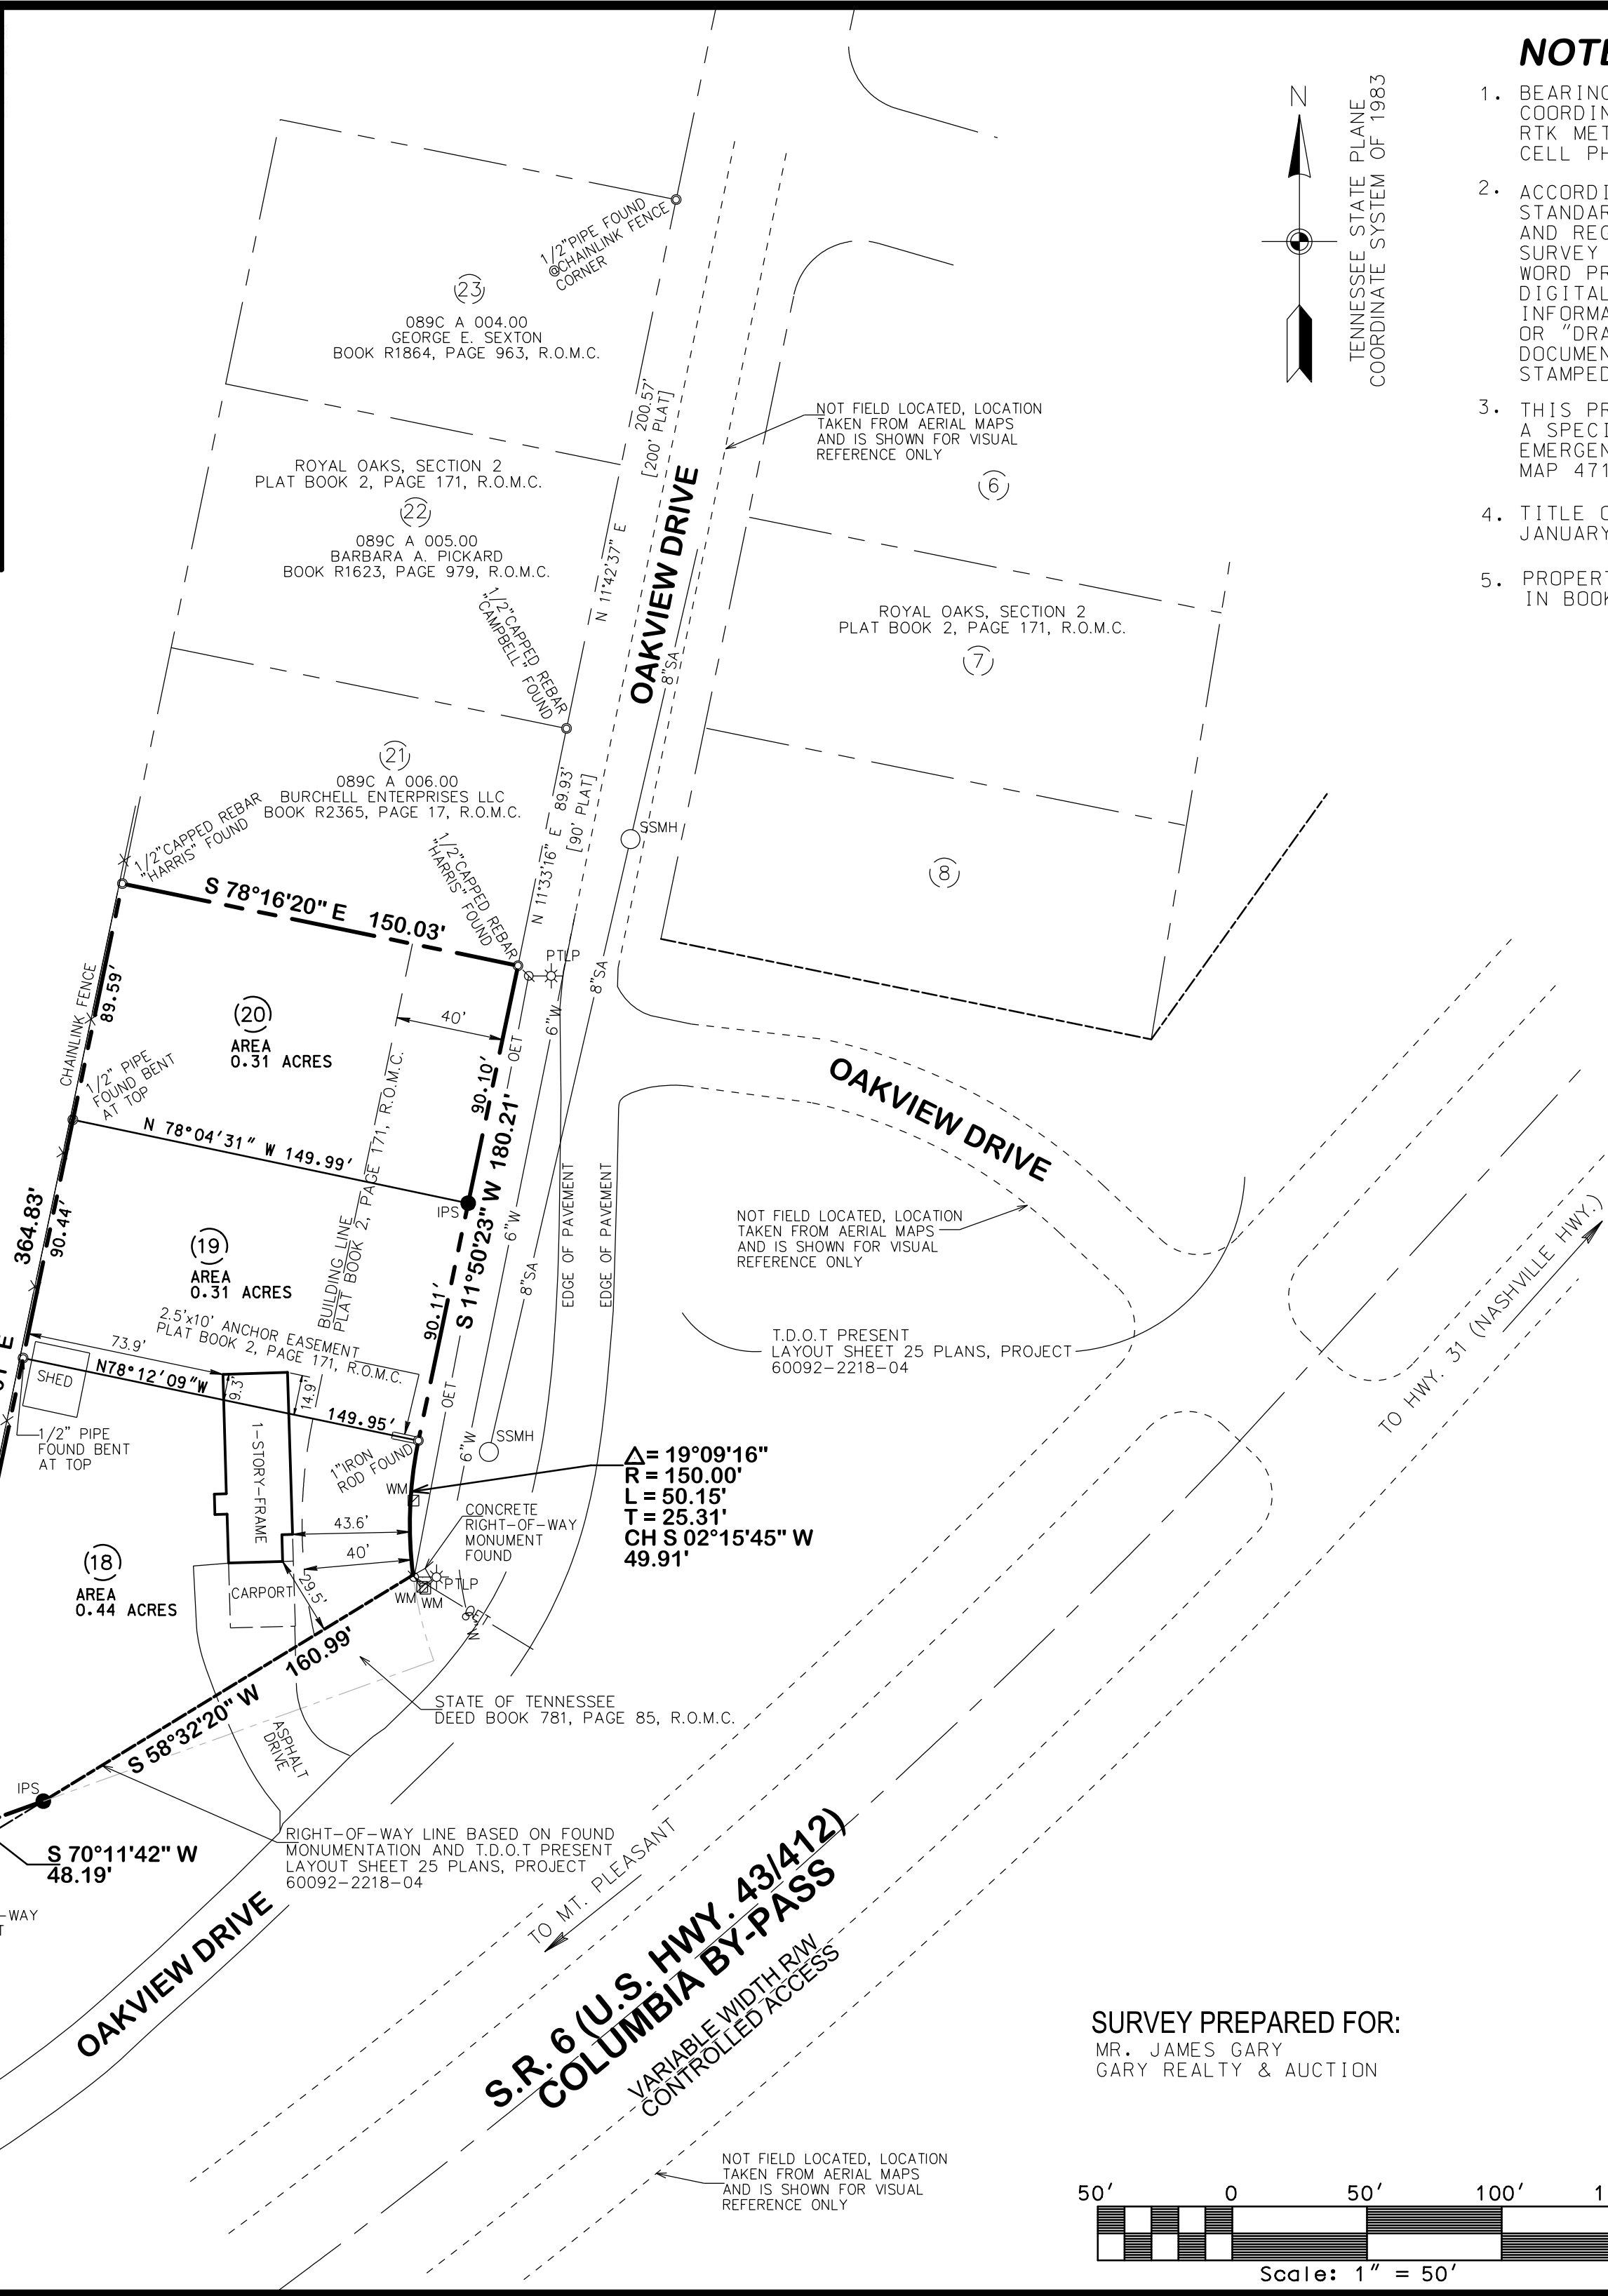 NOTE
1. BEARING
COORDIN
RTK MET
CELL PH
2. ACCORDI
STANDAR
AND REG
SURVEY
WORD PR
DIGITAL
INFORMA
OR "DRA
DOCUMEN
STAMPED
3. THIS PR
A SPECI
EMERGEN
MAP 471
4. TITLE
JANUARY
5. PROPERT
IN BOOK
N
TENNESSEE STATE PLANE
COORDINATE SYSTEM OF 1983
1/2"PIPE FOUND
@CHAINLINK FENCE
CORNER
23
089C A 004.00
GEORGE E. SEXTON
BOOK R1864, PAGE 963, R.O.M.C.
200.57'
[200' PLAT]
N 11°42'37" E
NOT FIELD LOCATED, LOCATION
TAKEN FROM AERIAL MAPS
AND IS SHOWN FOR VISUAL
REFERENCE ONLY
6
ROYAL OAKS, SECTION 2
PLAT BOOK 2, PAGE 171, R.O.M.C.
22
089C A 005.00
BARBARA A. PICKARD
BOOK R1623, PAGE 979, R.O.M.C.
1/2"CAPPED REBAR
"CAMPBELL" FOUND
OAKVIEW DRIVE
8"SA
ROYAL OAKS, SECTION 2
PLAT BOOK 2, PAGE 171, R.O.M.C.
7
21
089C A 006.00
BURCHELL ENTERPRISES LLC
BOOK R2365, PAGE 17, R.O.M.C.
N 11°33'16" E 89.93'
[90' PLAT]
SSMH
8
1/2"CAPPED REBAR
"HARRIS" FOUND
1/2"CAPPED REBAR
"HARRIS" FOUND
S 78°16'20" E 150.03'
PTLP
8"SA
6"W
CHAINLINK FENCE
89.59'
20
AREA
0.31 ACRES
40'
OET
90.10'
1/2" PIPE
FOUND BENT
AT TOP
N 78°04'31" W 149.99'
BUILDING LINE
PLAT BOOK 2, PAGE 171, R.O.M.C.
S 11°50'23" W 180.21'
IPS
6"W
8"SA
EDGE OF PAVEMENT
EDGE OF PAVEMENT
OAKVIEW DRIVE
364.83'
90.44'
19
AREA
0.31 ACRES
90.11'
NOT FIELD LOCATED, LOCATION
TAKEN FROM AERIAL MAPS
AND IS SHOWN FOR VISUAL
REFERENCE ONLY
TO HWY. 31 (NASHVILLE HWY.)
2.5'x10' ANCHOR EASEMENT
PLAT BOOK 2, PAGE 171, R.O.M.C.
T.D.O.T PRESENT
LAYOUT SHEET 25 PLANS, PROJECT
60092-2218-04
E
73.9'
SHED
N78°12'09"W
149.95'
9.3'
14.9'
OET
1/2" PIPE
FOUND BENT
AT TOP
1-STORY-FRAME
1"IRON
ROD FOUND
6"W
SSMH
WM
△= 19°09'16"
R = 150.00'
L = 50.15'
T = 25.31'
CH S 02°15'45" W
49.91'
43.6'
40'
CONCRETE
RIGHT-OF-WAY
MONUMENT
FOUND
18
AREA
0.44 ACRES
CARPORT
29.5'
PTLP
WM
WM
OET
160.99'
S 58°32'20" W
ASPHALT
DRIVE
STATE OF TENNESSEE
DEED BOOK 781, PAGE 85, R.O.M.C.
IPS
S 70°11'42" W
48.19'
RIGHT-OF-WAY LINE BASED ON FOUND
MONUMENTATION AND T.D.O.T PRESENT
LAYOUT SHEET 25 PLANS, PROJECT
60092-2218-04
-WAY
T
OAKVIEW DRIVE
TO MT. PLEASANT
S.R. 6 (U.S. HWY. 43/412)
COLUMBIA BY-PASS
VARIABLE WIDTH R/W
CONTROLLED ACCESS
NOT FIELD LOCATED, LOCATION
TAKEN FROM AERIAL MAPS
AND IS SHOWN FOR VISUAL
REFERENCE ONLY
SURVEY PREPARED FOR:
MR. JAMES GARY
GARY REALTY & AUCTION
50' 0 50' 100' 1
Scale: 1" = 50'